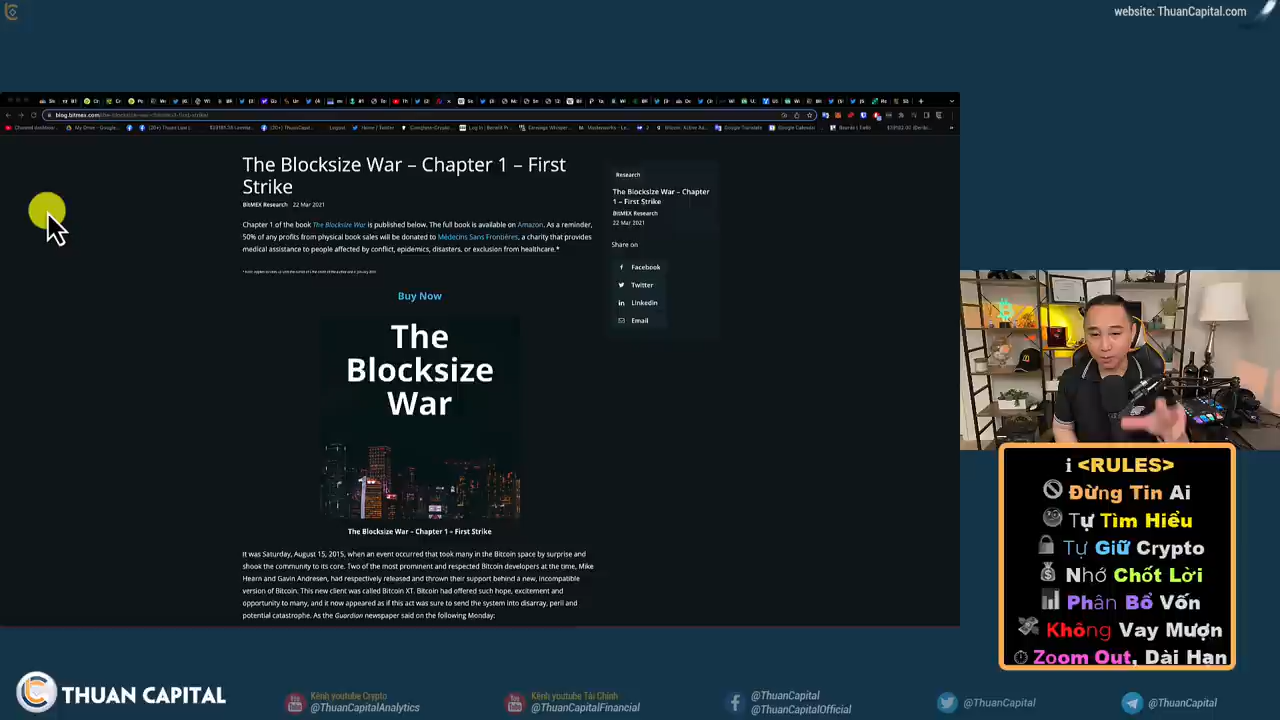 website: ThuanCapital.com
blog.bitmex.com/the-blocksize-war-chapter-1-first-strike/
The Blocksize War – Chapter 1 – First
Strike
BitMEX Research 22 Mar 2021
Chapter 1 of the book The Blocksize War is published below. The full book is available on Amazon. As a reminder,
50% of any profits from physical book sales will be donated to Médecins Sans Frontières, a charity that provides
medical assistance to people affected by conflict, epidemics, disasters, or exclusion from healthcare.*
Buy Now
The
Blocksize
War
The Blocksize War – Chapter 1 – First Strike
It was Saturday, August 15, 2015, when an event occurred that took many in the Bitcoin space by surprise and
shook the community to its core. Two of the most prominent and respected Bitcoin developers at the time, Mike
Hearn and Gavin Andresen, had respectively released and thrown their support behind a new, incompatible
version of Bitcoin. This new client was called Bitcoin XT. Bitcoin had offered such hope, excitement and
opportunity to many, and it now appeared as if this act was sure to send the system into disarray, peril and
potential catastrophe. As the Guardian newspaper said on the following Monday:
Research
The Blocksize War – Chapter
1 – First Strike
BitMEX Research
22 Mar 2021
Share on
Facebook
Twitter
Linkedin
Email
<RULES>
Đừng Tin Ai
Tự Tìm Hiểu
Tự Giữ Crypto
Nhớ Chốt Lời
Phân Bổ Vốn
Không Vay Mượn
Zoom Out, Dài Hạn
THUAN CAPITAL
Kênh youtube Crypto
@ThuanCapitalAnalytics
Kênh youtube Tài Chính
@ThuanCapitalFinancial
@ThuanCapital
@ThuanCapitalOfficial
@ThuanCapital
@ThuanCapital